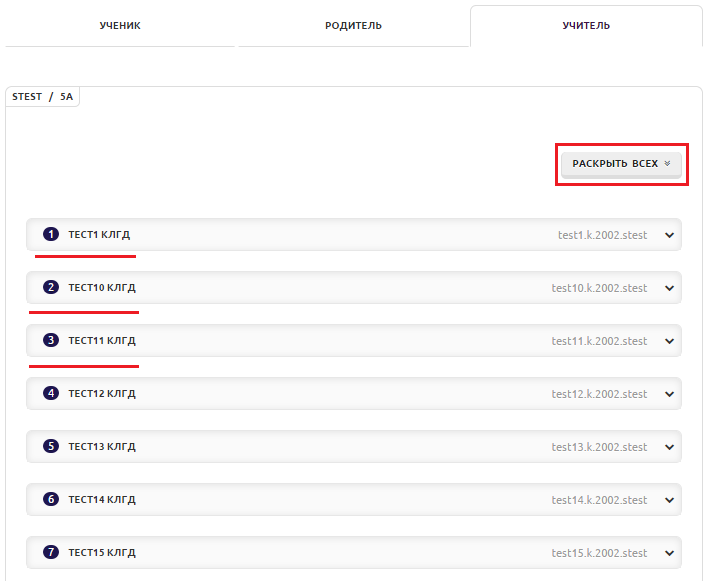 УЧЕНИК РОДИТЕЛЬ УЧИТЕЛЬ
STEST / 5А
РАСКРЫТЬ ВСЕХ
1 ТЕСТ1 КЛГД test1.k.2002.stest
2 ТЕСТ10 КЛГД test10.k.2002.stest
3 ТЕСТ11 КЛГД test11.k.2002.stest
4 ТЕСТ12 КЛГД test12.k.2002.stest
5 ТЕСТ13 КЛГД test13.k.2002.stest
6 ТЕСТ14 КЛГД test14.k.2002.stest
7 ТЕСТ15 КЛГД test15.k.2002.stest